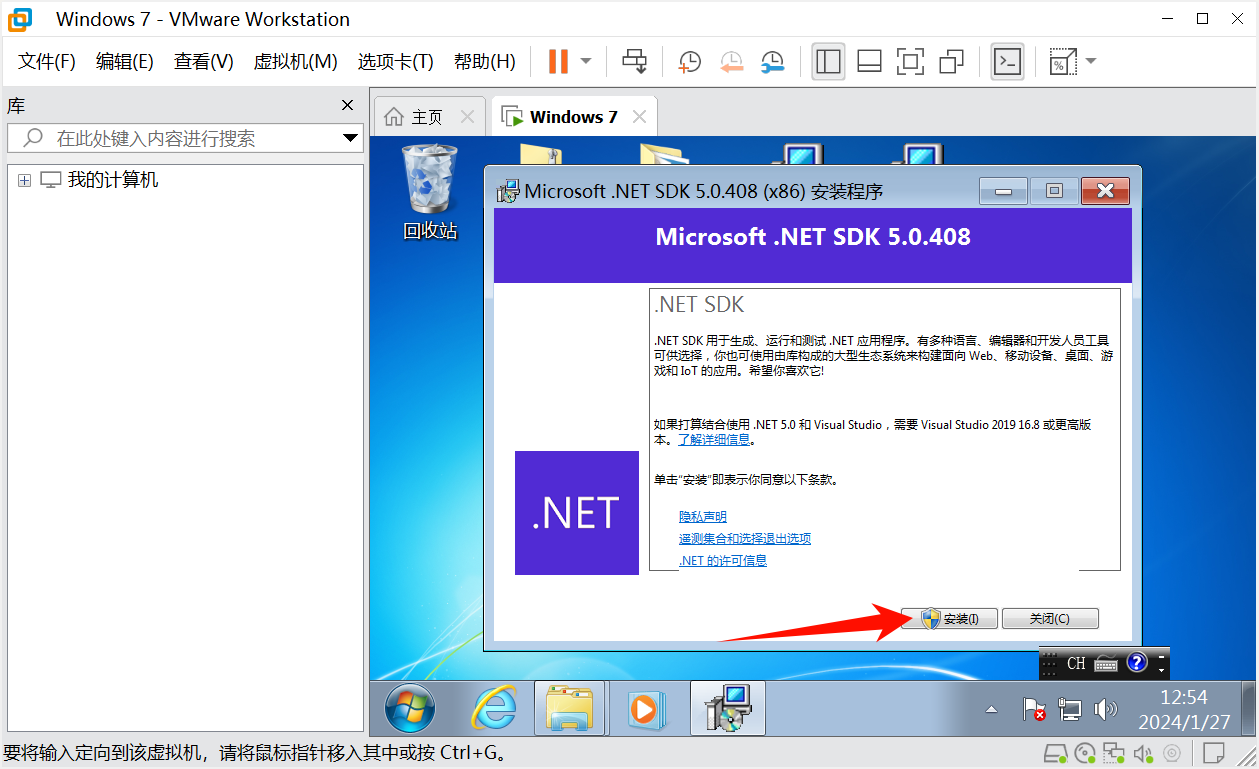 Windows 7 - VMware Workstation
文件(F) 编辑(E) 查看(V) 虚拟机(M) 选项卡(T) 帮助(H)
库
在此处键入内容进行搜索
我的计算机
主页
Windows 7
回收站
Microsoft .NET SDK 5.0.408 (x86) 安装程序
Microsoft .NET SDK 5.0.408
.NET SDK
.NET SDK 用于生成、运行和测试 .NET 应用程序。有多种语言、编辑器和开发人员工具
可供选择，你也可使用由库构成的大型生态系统来构建面向 Web、移动设备、桌面、游
戏和 IoT 的应用。希望你喜欢它!
如果打算结合使用 .NET 5.0 和 Visual Studio，需要 Visual Studio 2019 16.8 或更高版
本。了解详细信息。
单击“安装”即表示你同意以下条款。
隐私声明
遥测集合和选择退出选项
.NET 的许可信息
.NET
安装(I)
关闭(C)
CH
12:54
2024/1/27
要将输入定向到该虚拟机，请将鼠标指针移入其中或按 Ctrl+G。